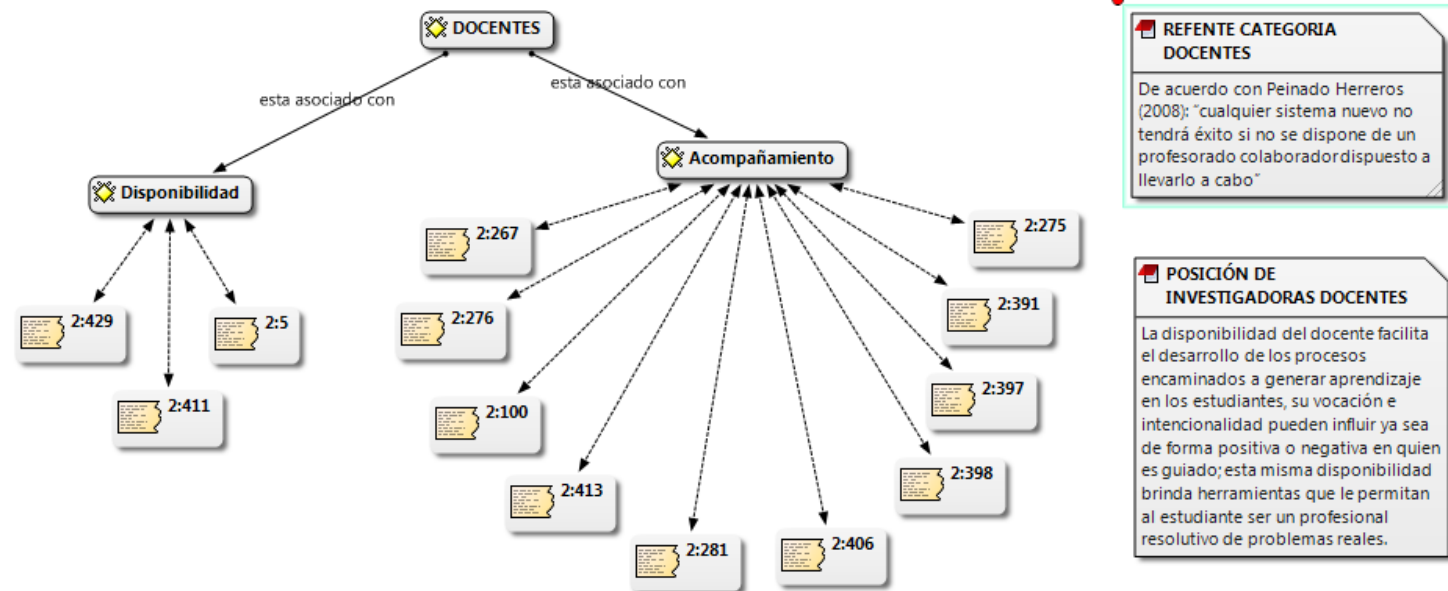 DOCENTES
esta asociado con
esta asociado con
Disponibilidad
Acompañamiento
2:429
2:411
2:5
2:267
2:276
2:100
2:413
2:281
2:406
2:398
2:397
2:391
2:275
REFENTE CATEGORIA
DOCENTES
De acuerdo con Peinado Herreros
(2008): “cualquier sistema nuevo no
tendrá éxito si no se dispone de un
profesorado colaborador dispuesto a
llevarlo a cabo”
POSICIÓN DE
INVESTIGADORAS DOCENTES
La disponibilidad del docente facilita
el desarrollo de los procesos
encaminados a generar aprendizaje
en los estudiantes, su vocación e
intencionalidad pueden influir ya sea
de forma positiva o negativa en quien
es guiado; esta misma disponibilidad
brinda herramientas que le permitan
al estudiante ser un profesional
resolutivo de problemas reales.